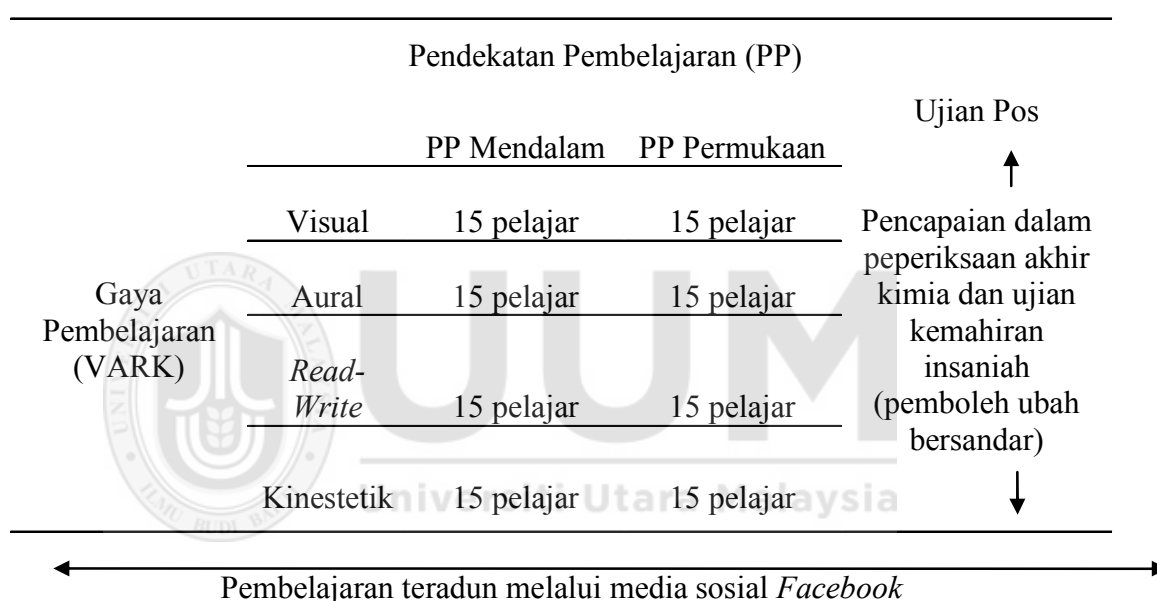 Pendekatan Pembelajaran (PP)
Ujian Pos
PP Mendalam PP Permukaan
Visual 15 pelajar 15 pelajar
Aural 15 pelajar 15 pelajar
Gaya
Pembelajaran
(VARK)
Read-
Write 15 pelajar 15 pelajar
Kinestetik 15 pelajar 15 pelajar
Pencapaian dalam
peperiksaan akhir
kimia dan ujian
kemahiran
insaniah
(pemboleh ubah
bersandar)
Pembelajaran teradun melalui media sosial Facebook
UUM
Universiti Utara Malaysia